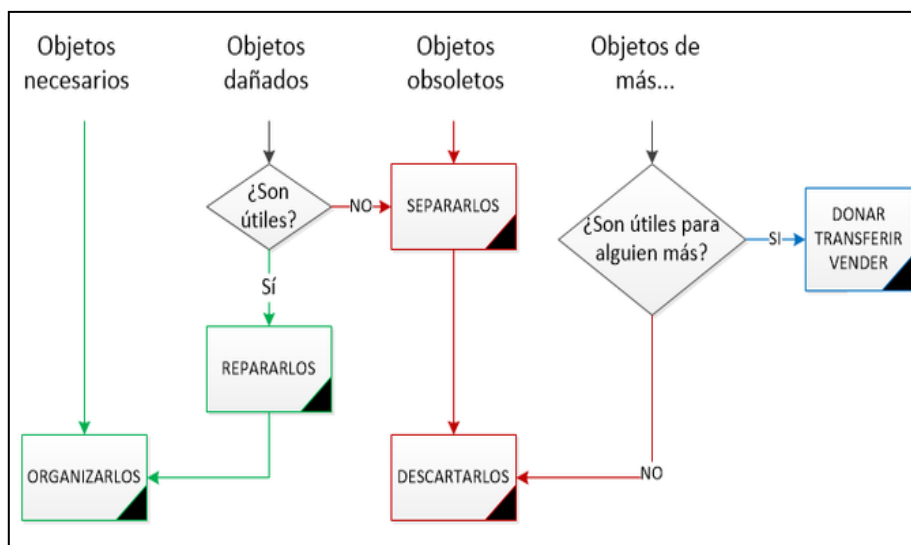 Objetos
necesarios
Objetos
dañados
Objetos
obsoletos
Objetos de
más...
¿Son
útiles?
NO
SEPARARLOS
¿Son útiles para
alguien más?
SI
DONAR
TRANSFERIR
VENDER
Sí
REPARARLOS
ORGANIZARLOS
DESCARTARLOS
NO